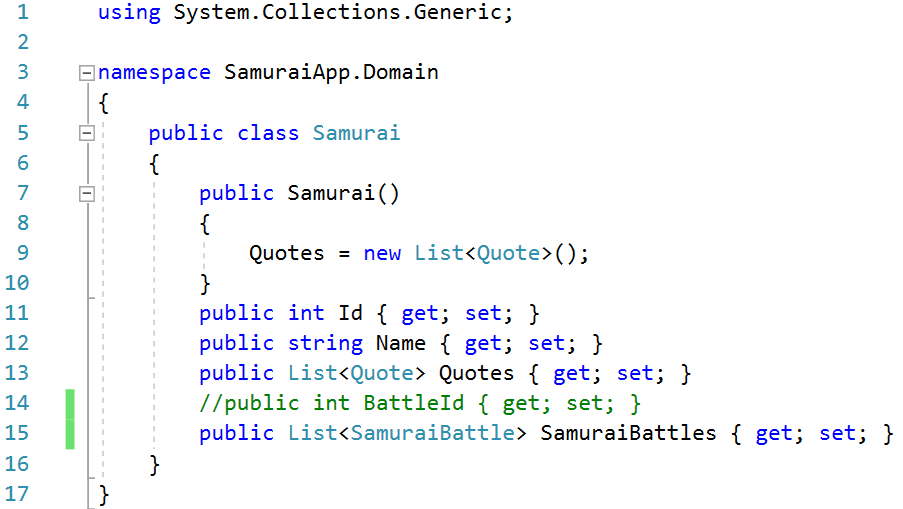 1 using System.Collections.Generic;
2
3 namespace SamuraiApp.Domain
4 {
5 public class Samurai
6 {
7 public Samurai()
8 {
9 Quotes = new List<Quote>();
10 }
11 public int Id { get; set; }
12 public string Name { get; set; }
13 public List<Quote> Quotes { get; set; }
14 //public int BattleId { get; set; }
15 public List<SamuraiBattle> SamuraiBattles { get; set; }
16 }
17 }